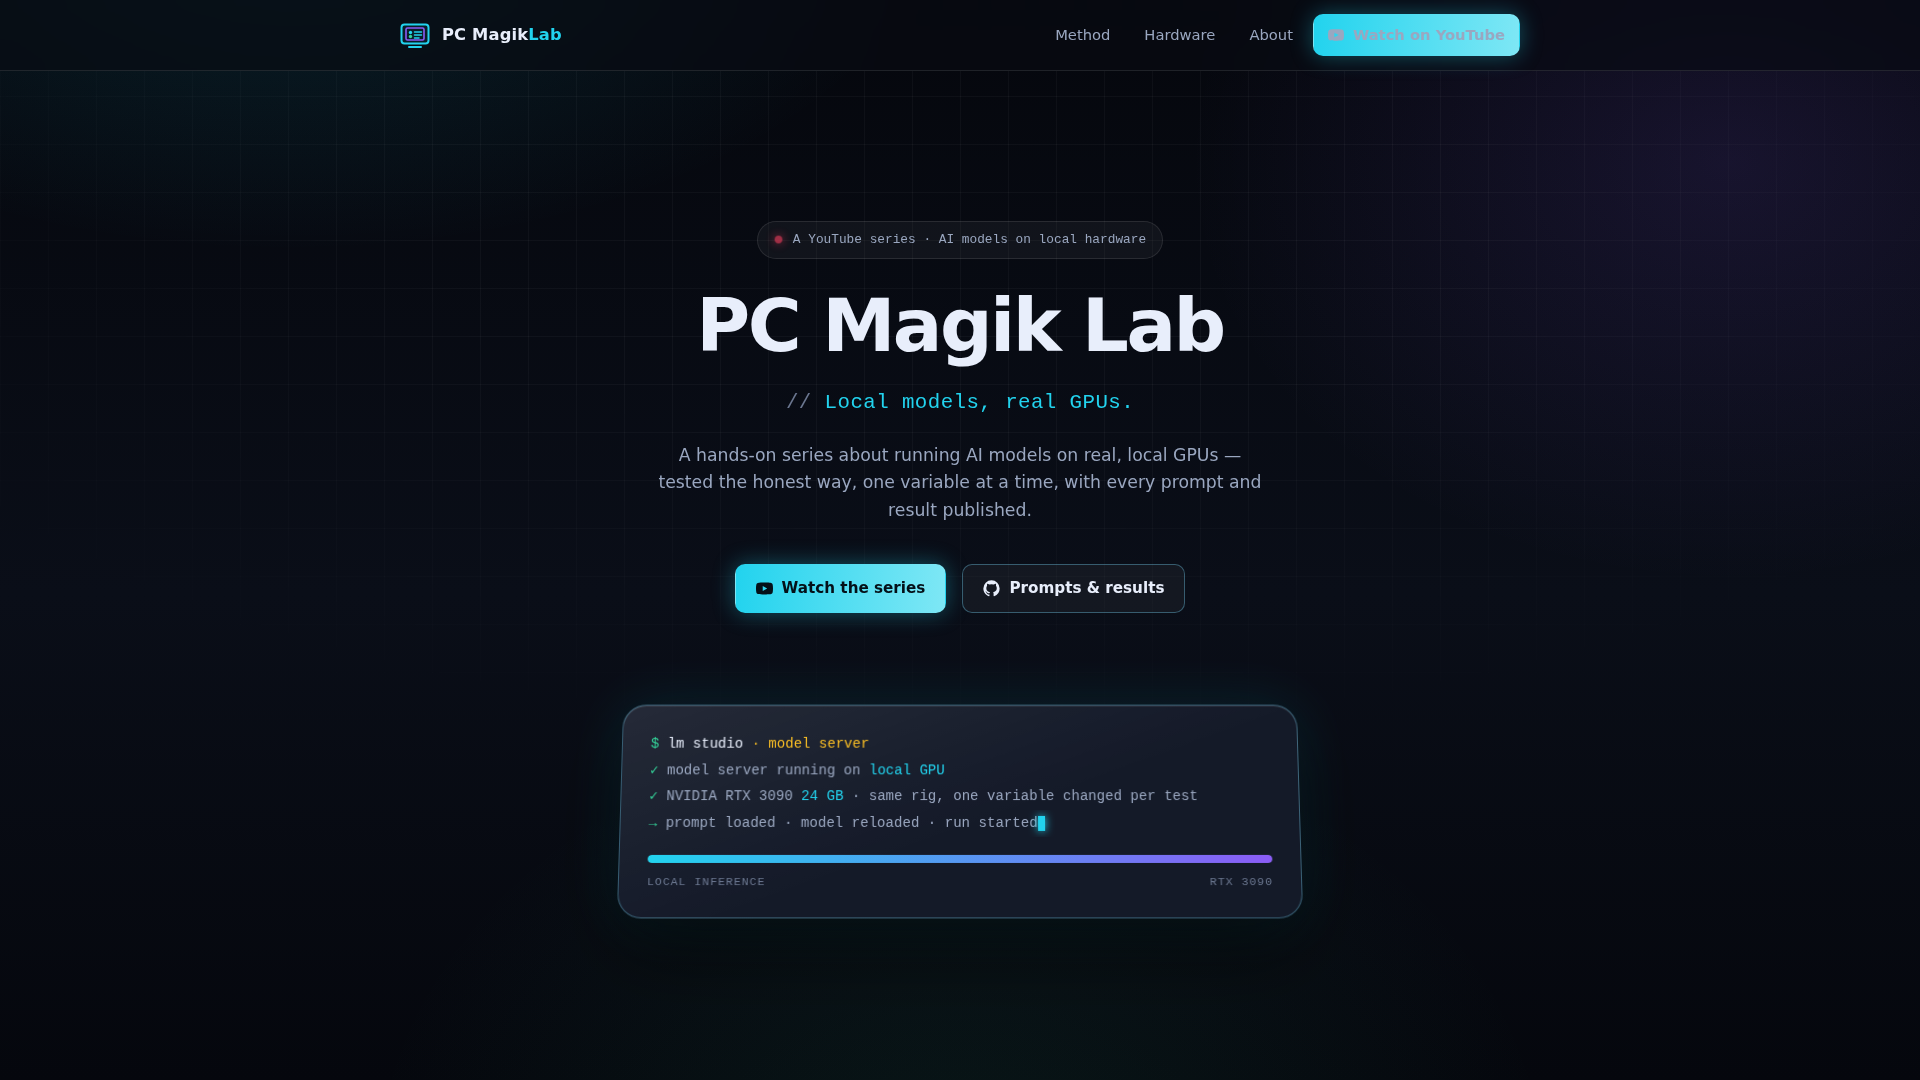 PC MagikLab
Method
Hardware
About
Watch on YouTube
A YouTube series · AI models on local hardware
PC Magik Lab
// Local models, real GPUs.
A hands-on series about running AI models on real, local GPUs —
tested the honest way, one variable at a time, with every prompt and
result published.
Watch the series
Prompts & results
$ lm studio · model server
✓ model server running on local GPU
✓ NVIDIA RTX 3090 24 GB · same rig, one variable changed per test
→ prompt loaded · model reloaded · run started
LOCAL INFERENCE
RTX 3090